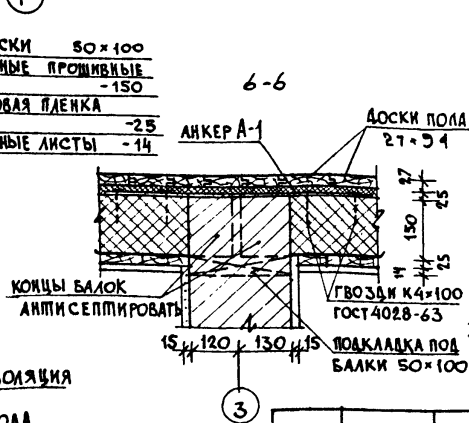 СКИ 50×100
НЫЕ ПРОШИВНЫЕ
-150
ОВАЯ ПЛЕНКА
-25
НЫЕ ЛИСТЫ -14
6-6
АНКЕР А-1
ДОСКИ ПОЛА
27×94
27
25
150
25
14
КОНЦЫ БАЛОК
АНТИСЕПТИРОВАТЬ
ГВОЗДИ К4×100
ГОСТ 4028-63
ПОДКЛАДКА ПОД
БАЛКИ 50×100
15 120 130 15
3
ОЛЯЦИЯ
ОЛА